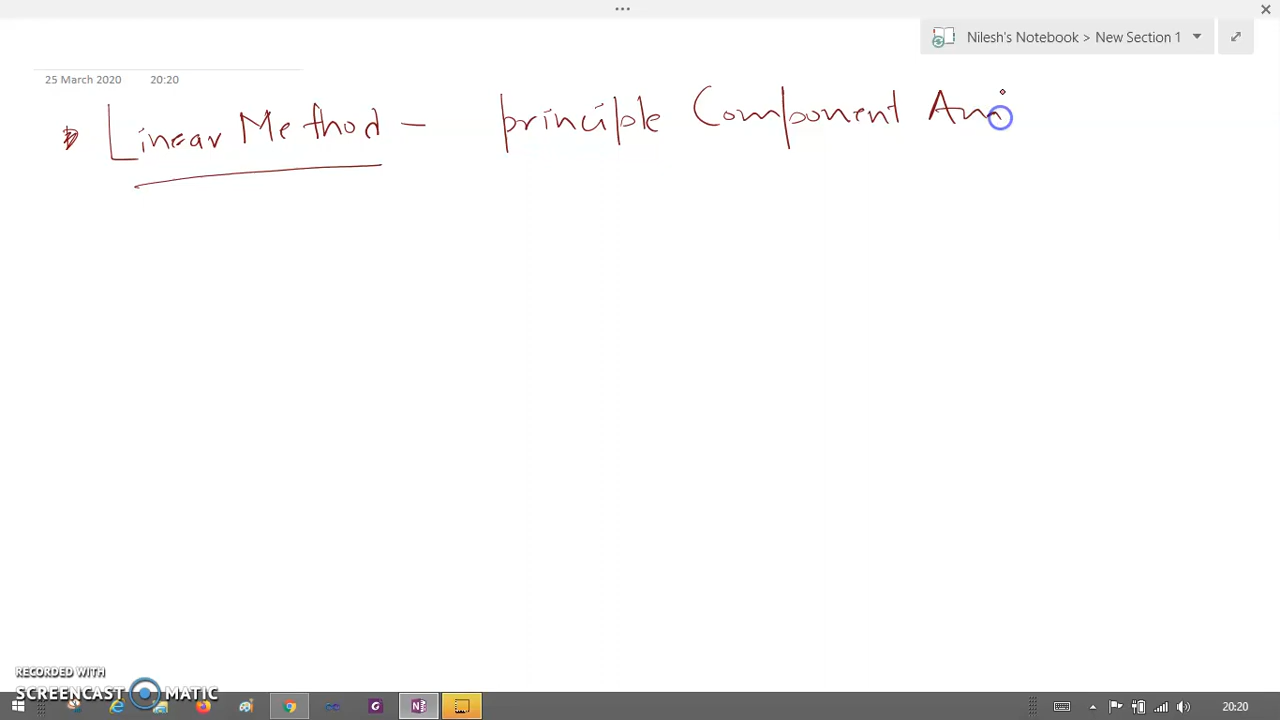 Nilesh's Notebook > New Section 1
25 March 2020 20:20
Linear Method - principle Component Ana
RECORDED WITH
SCREENCAST MATIC
20:20